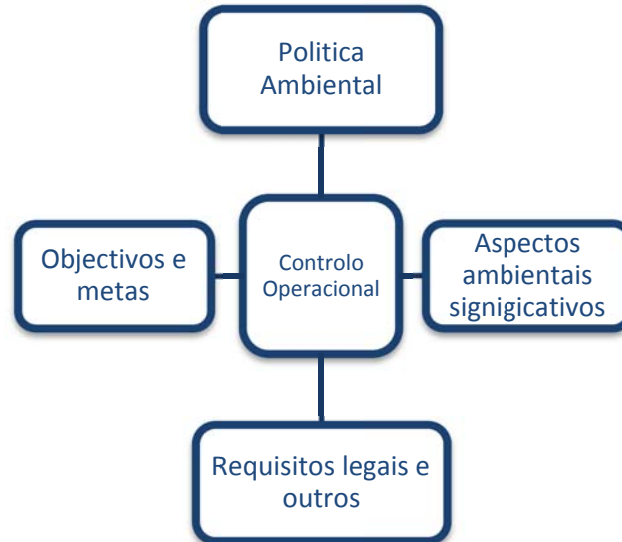 Politica
Ambiental
Objectivos e
metas
Controlo
Operacional
Aspectos
ambientais
signigicativos
Requisitos legais e
outros